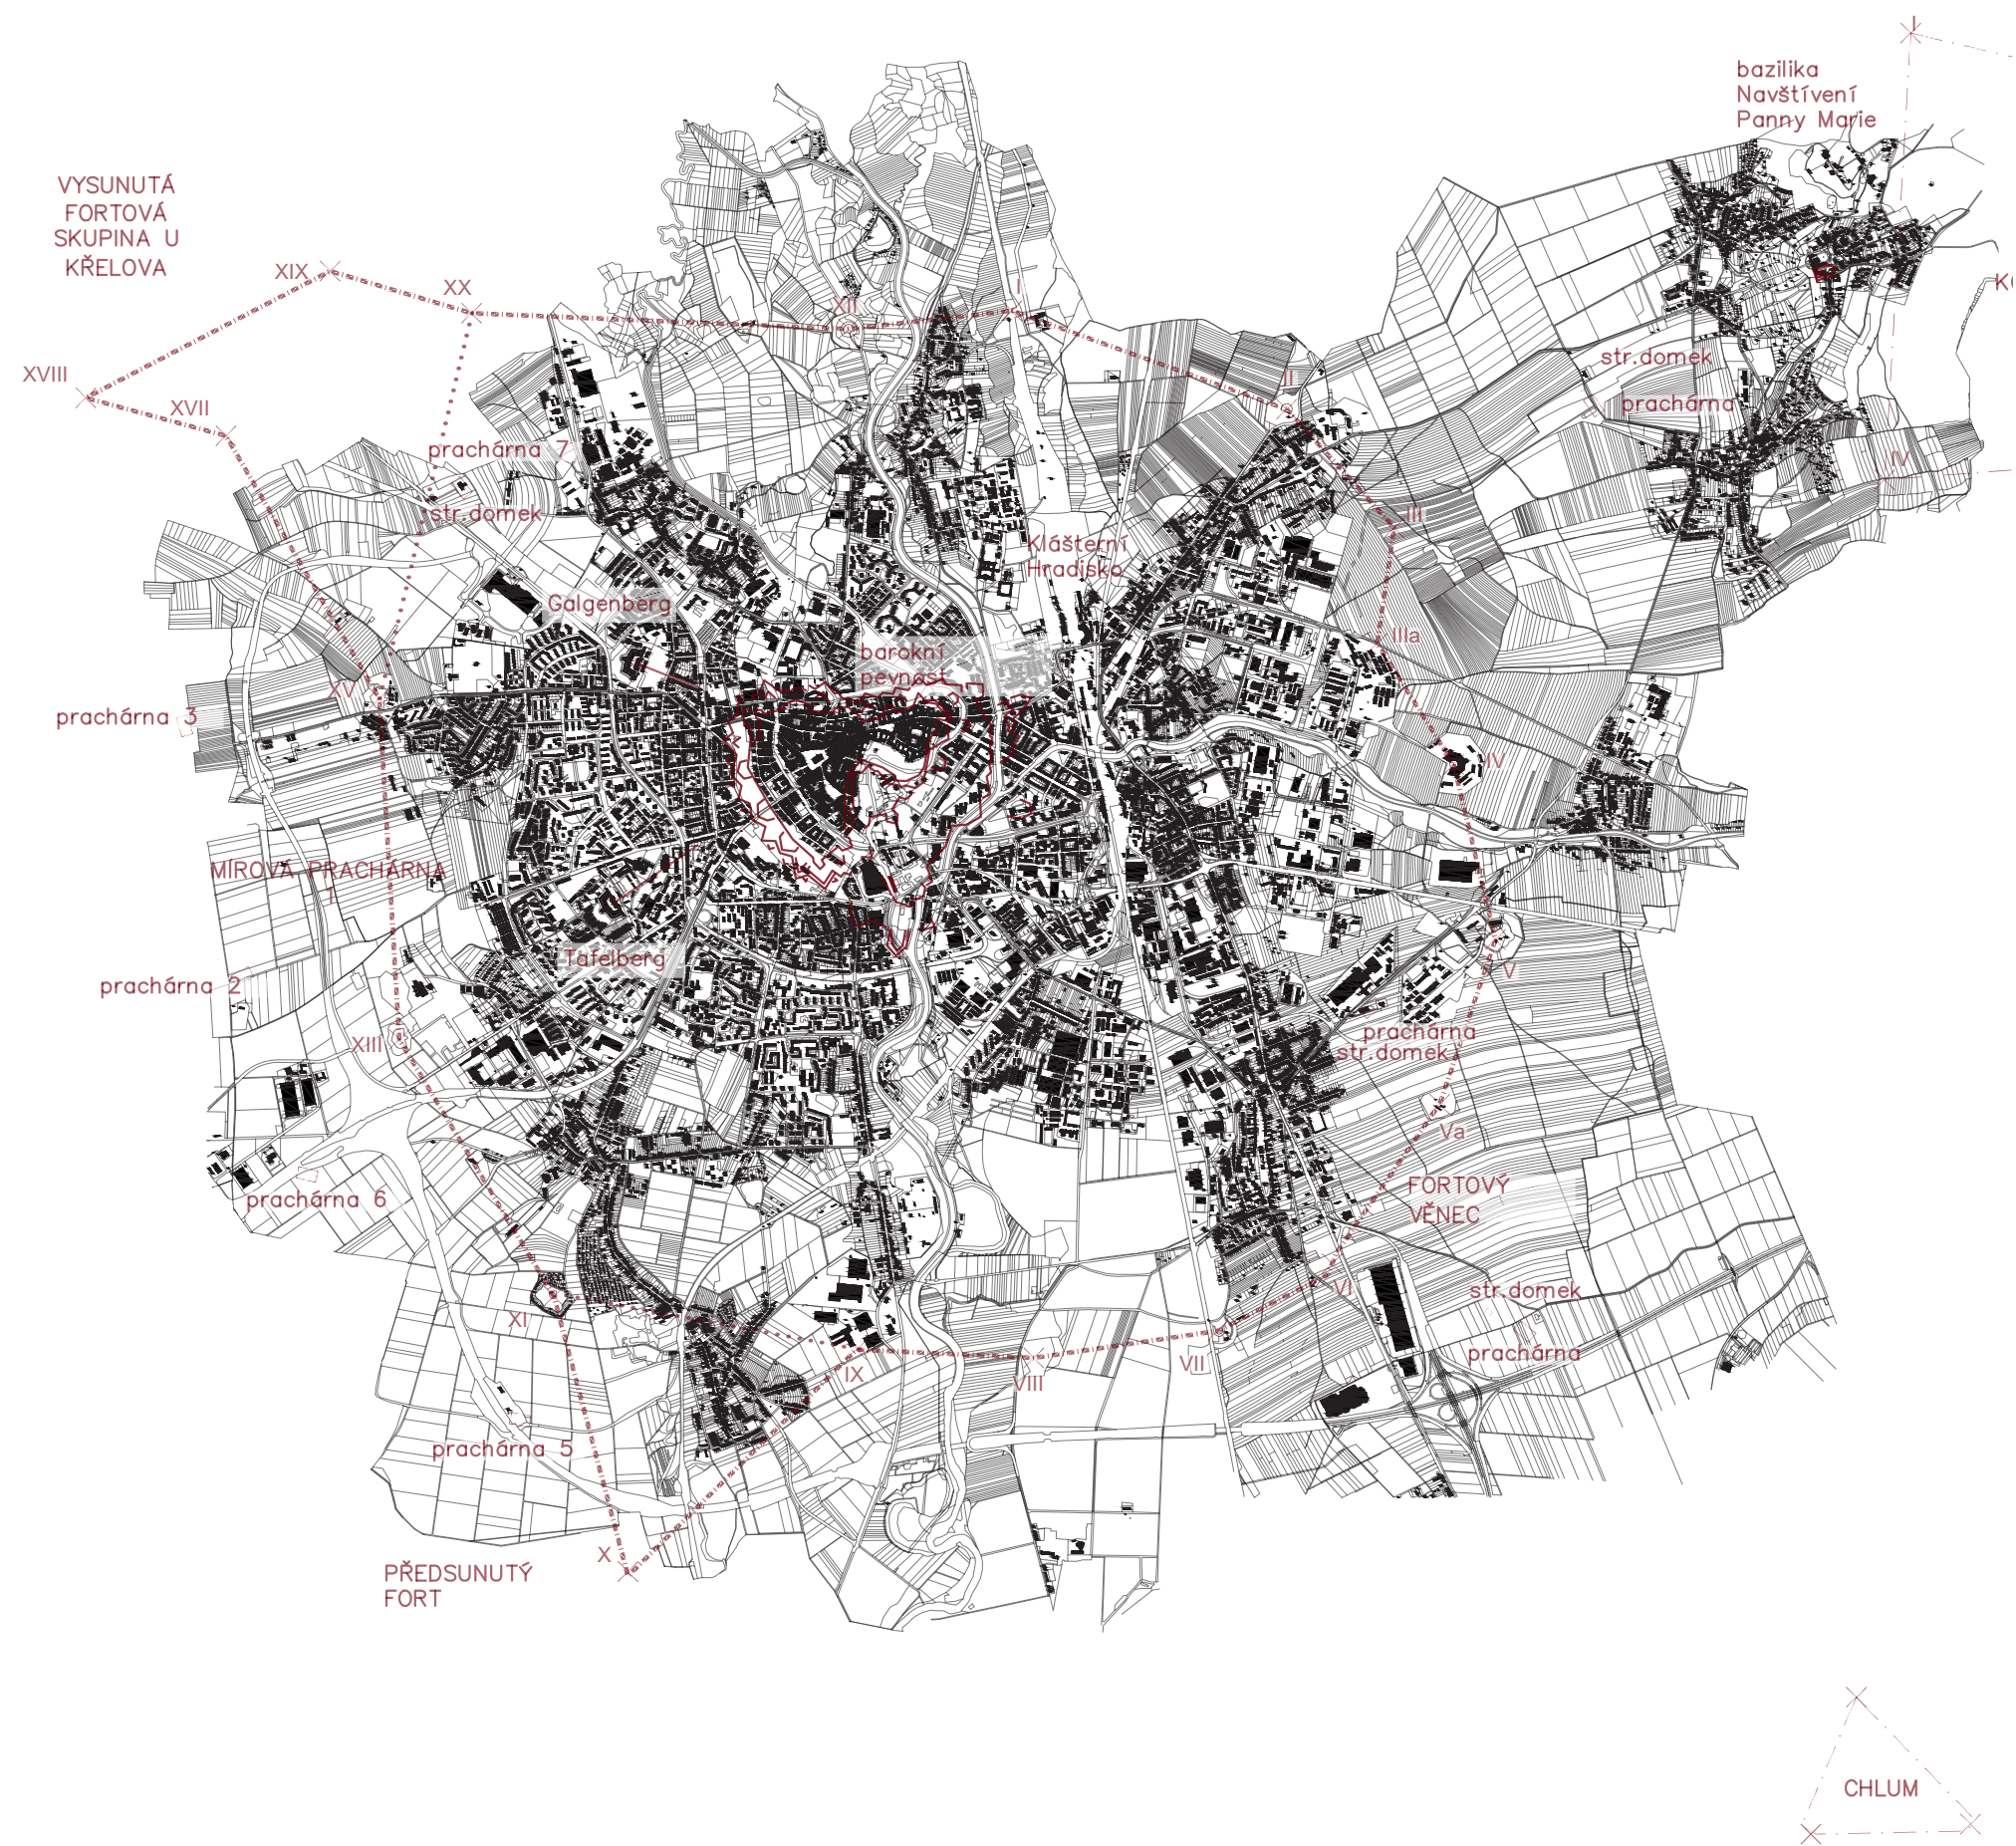 I
bazilika
Navštívení
Panny Marie
VYSUNUTÁ
FORTOVÁ
SKUPINA U
KŘELOVA
XIX
XX
XII
I
XVIII
XVII
II
str.domek
prachárna
IV
prachárna 7
str.domek
III
Klášterní
Hradisko
Galgenberg
IIIa
barokní
pevnost
XV
prachárna 3
IV
MÍROVÁ PRACHÁRNA
1
Tafelberg
V
prachárna 2
XIII
prachárna
str.domek
Va
prachárna 6
FORTOVÝ
VĚNEC
VI
str.domek
XI
prachárna
VII
IX
VIII
prachárna 5
X
PŘEDSUNUTÝ
FORT
CHLUM